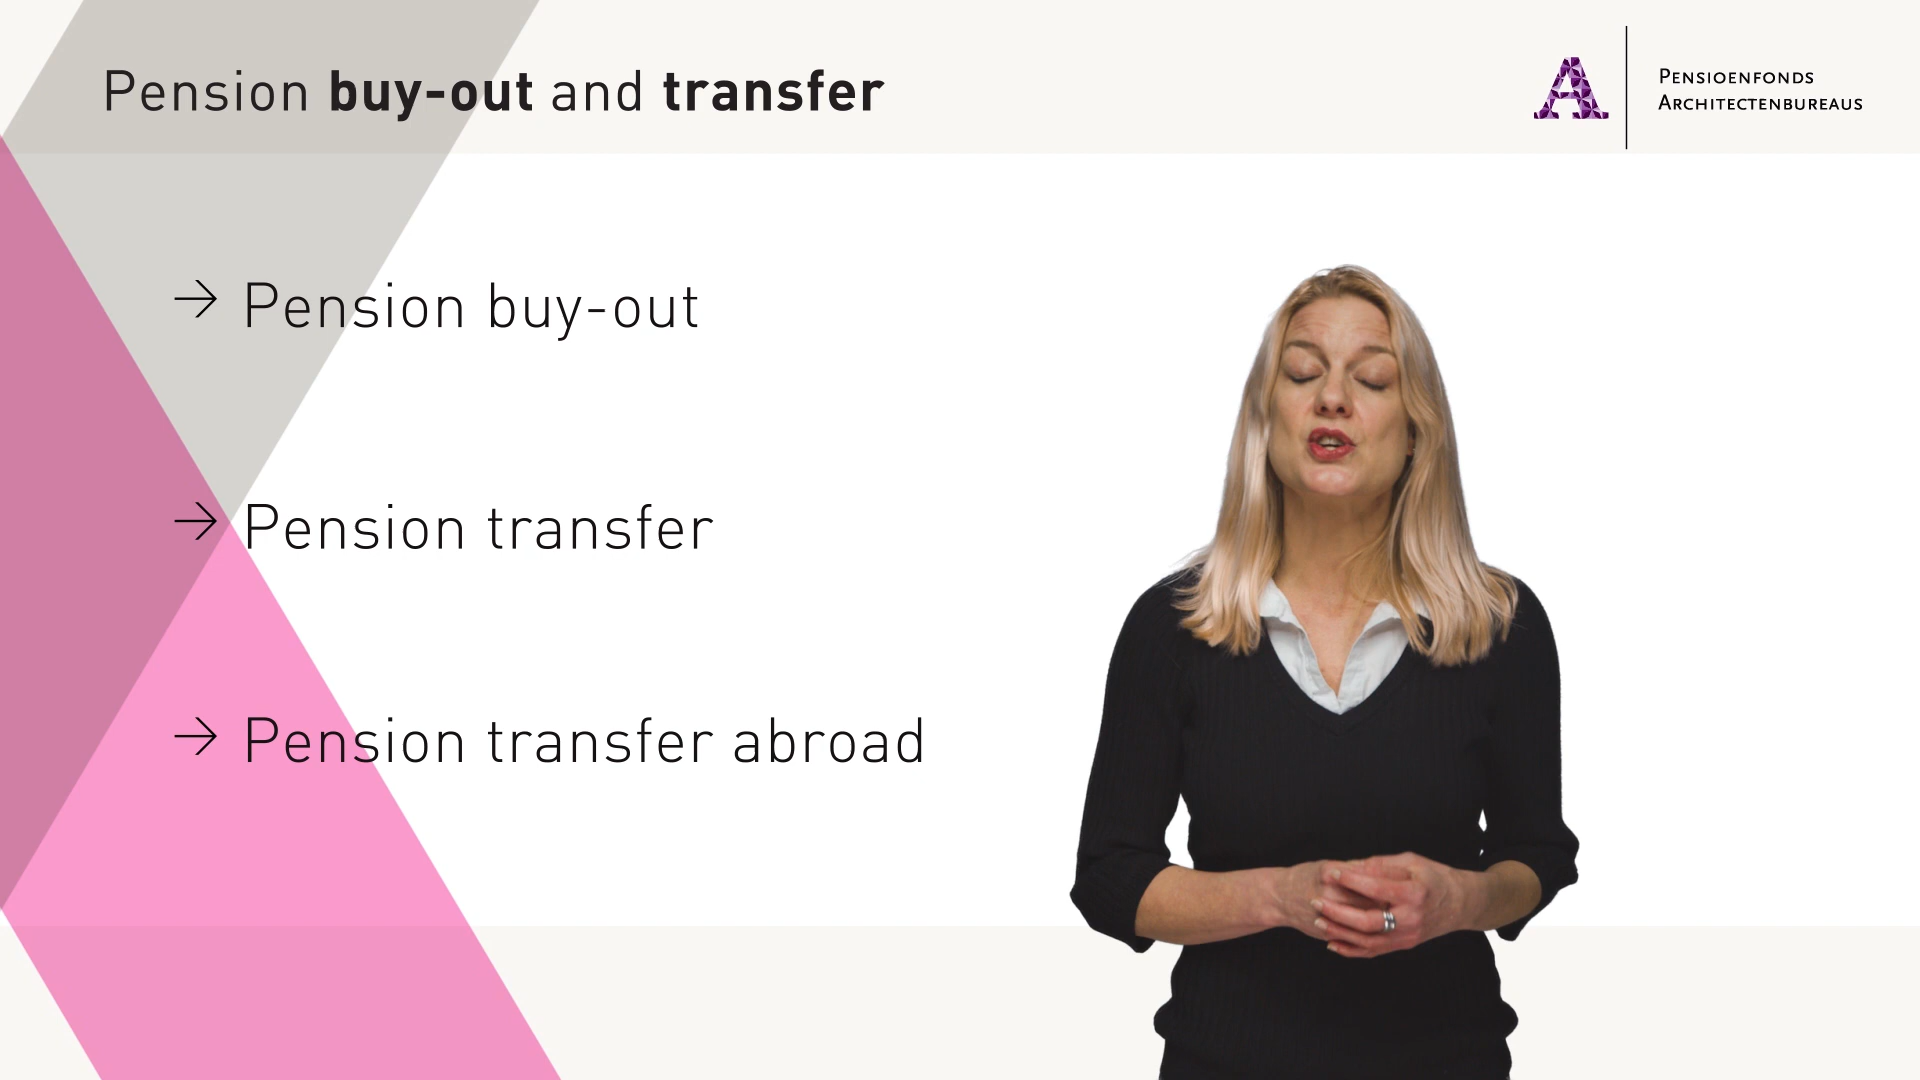 Pension buy-out and transfer
PENSIOENFONDS
ARCHITECTENBUREAUS
→ Pension buy-out
→ Pension transfer
→ Pension transfer abroad